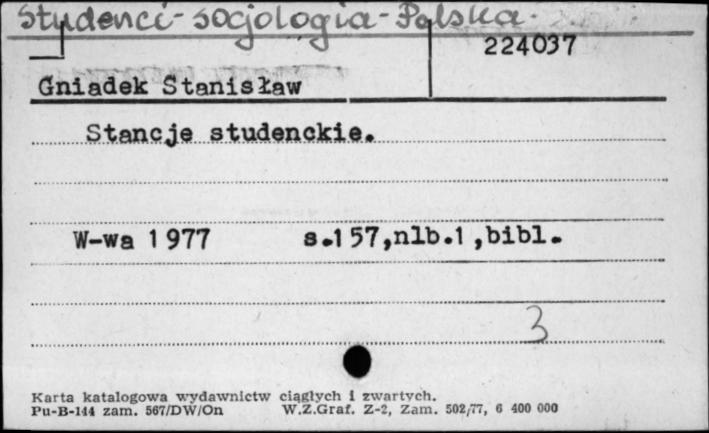 Studenci - socjologia - Polska.
224037
Gniadek Stanisław
Stancje studenckie.
W-wa 1977 s.157,nlb.1,bibl.
3
Karta katalogowa wydawnictw ciągłych i zwartych.
Pu-B-144 zam. 567/DW/On W.Z.Graf. Z-2, Zam. 502/77, 6 400 000